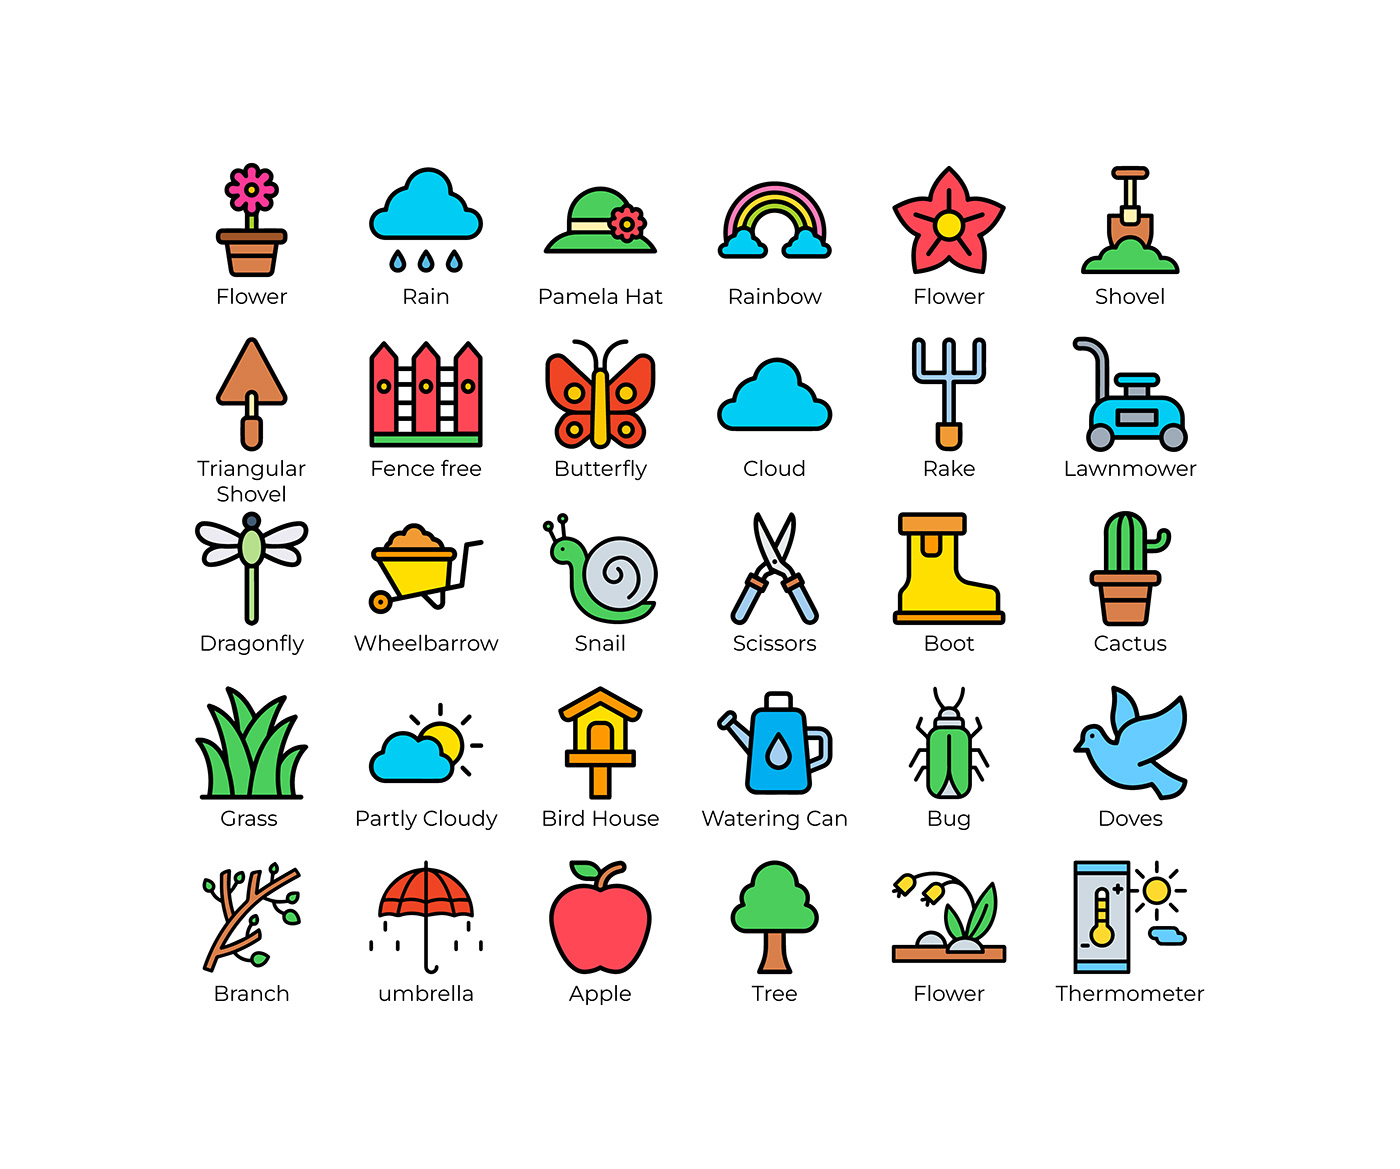 Flower
Rain
Pamela Hat
Rainbow
Flower
Shovel
Triangular
Shovel
Fence free
Butterfly
Cloud
Rake
Lawnmower
Dragonfly
Wheelbarrow
Snail
Scissors
Boot
Cactus
Grass
Partly Cloudy
Bird House
Watering Can
Bug
Doves
Branch
umbrella
Apple
Tree
Flower
Thermometer